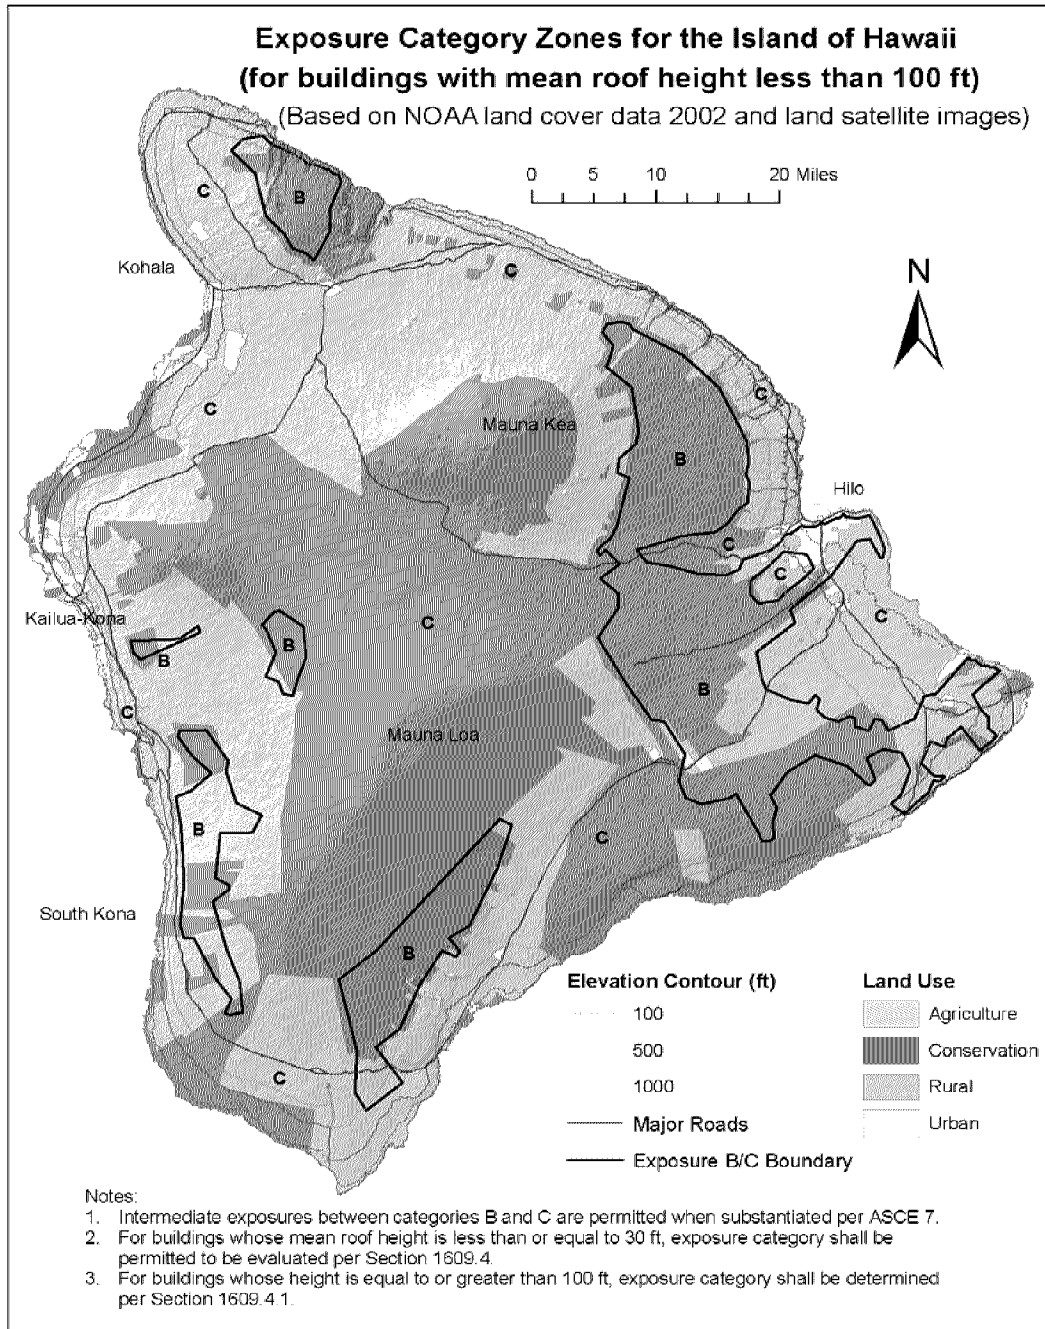 Exposure Category Zones for the Island of Hawaii
(for buildings with mean roof height less than 100 ft)
(Based on NOAA land cover data 2002 and land satellite images)
0 5 10 20 Miles
C
B
Kohala
C
N
C
Mauna Kea
C
B
Hilo
C
C
Kailua-Kona
B
B
C
C
B
C
Mauna Loa
B
C
South Kona
B
C
Elevation Contour (ft)
100
500
1000
Major Roads
Exposure B/C Boundary
Land Use
Agriculture
Conservation
Rural
Urban
Notes:
1. Intermediate exposures between categories B and C are permitted when substantiated per ASCE 7.
2. For buildings whose mean roof height is less than or equal to 30 ft, exposure category shall be
permitted to be evaluated per Section 1609.4.
3. For buildings whose height is equal to or greater than 100 ft, exposure category shall be determined
per Section 1609.4.1.